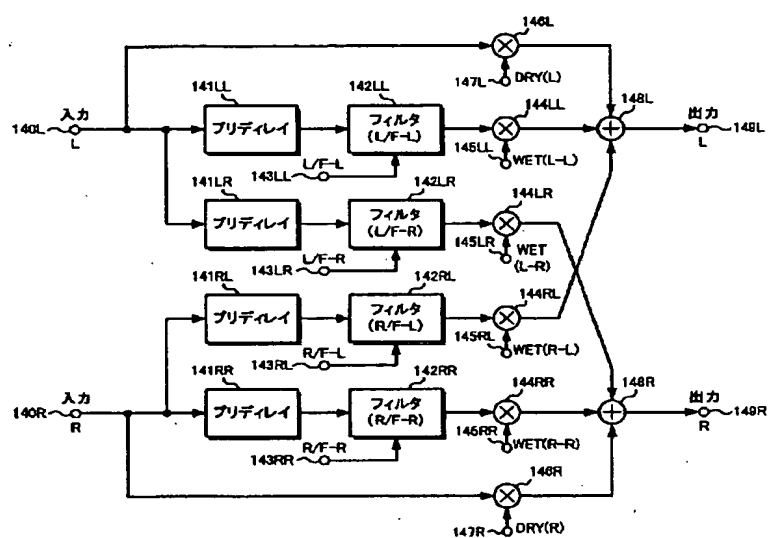 146L
147L DRY(L)
141LL
142LL
144LL
148L
入力
140L
L
プリディレイ
フィルタ
(L/F-L)
出力
149L
L
L/F-L
143LL
145LL
WET(L-L)
141LR
142LR
144LR
プリディレイ
フィルタ
(L/F-R)
L/F-R
143LR
145LR
WET
(L-R)
141RL
142RL
144RL
プリディレイ
フィルタ
(R/F-L)
R/F-L
143RL
145RL
WET(R-L)
141RR
142RR
144RR
148R
入力
140R
R
プリディレイ
フィルタ
(R/F-R)
出力
149R
R
R/F-R
143RR
145RR
WET(R-R)
146R
147R DRY(R)